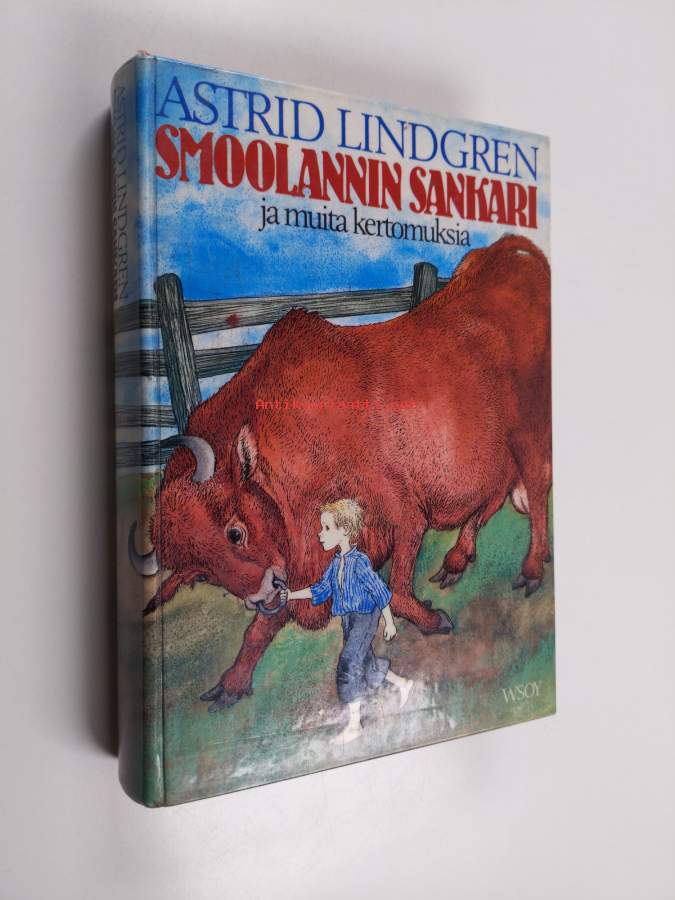 ASTRID LINDGREN
SMOOLANNIN SANKARI
ja muita kertomuksia
WSOY
ASTRID LINDGREN